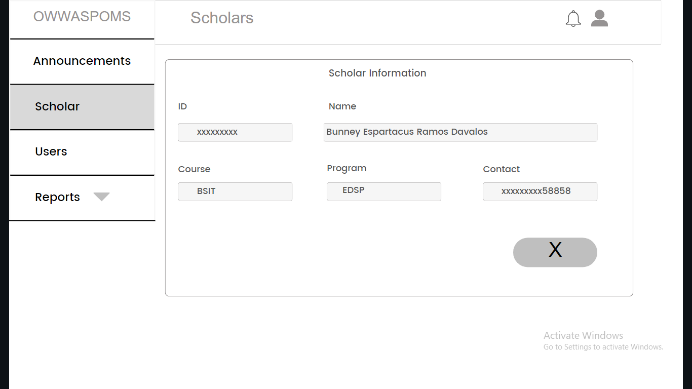 OWWASPOMS
Scholars
Announcements
Scholar
Users
Reports
Scholar Information
ID
Name
xxxxxxxxx
Bunney Espartacus Ramos Davalos
Course
Program
Contact
BSIT
EDSP
xxxxxxxxx58858
X
Activate Windows
Go to Settings to activate Windows.